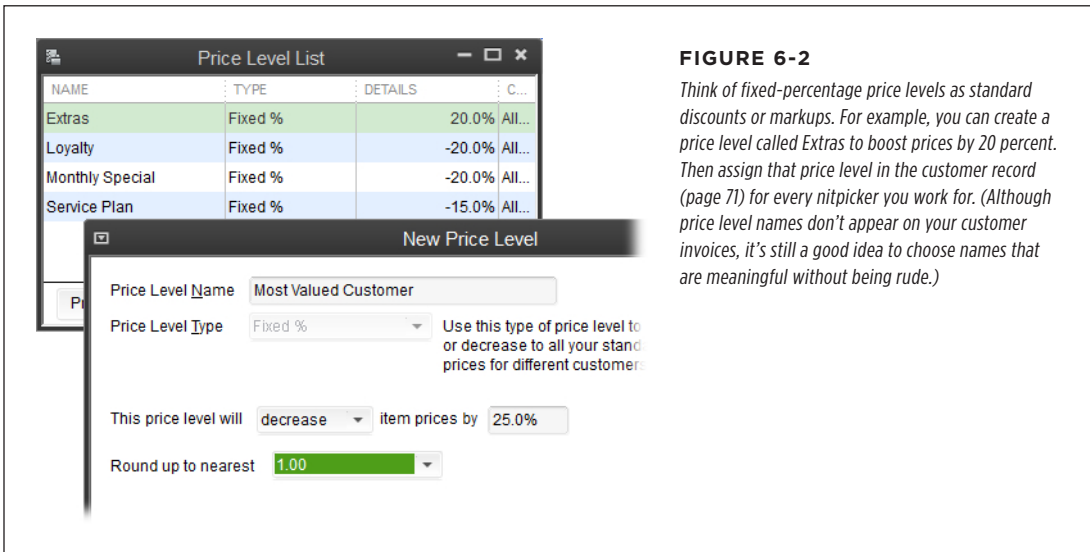 Price Level List
NAME TYPE DETAILS C...
Extras Fixed % 20.0% All...
Loyalty Fixed % -20.0% All...
Monthly Special Fixed % -20.0% All...
Service Plan Fixed % -15.0% All...
New Price Level
Price Level Name Most Valued Customer
Price Level Type Fixed % Use this type of price level to
or decrease to all your stand
prices for different customers
This price level will decrease item prices by 25.0%
Round up to nearest 1.00
FIGURE 6-2
Think of fixed-percentage price levels as standard
discounts or markups. For example, you can create a
price level called Extras to boost prices by 20 percent.
Then assign that price level in the customer record
(page 71) for every nitpicker you work for. (Although
price level names don’t appear on your customer
invoices, it’s still a good idea to choose names that
are meaningful without being rude.)